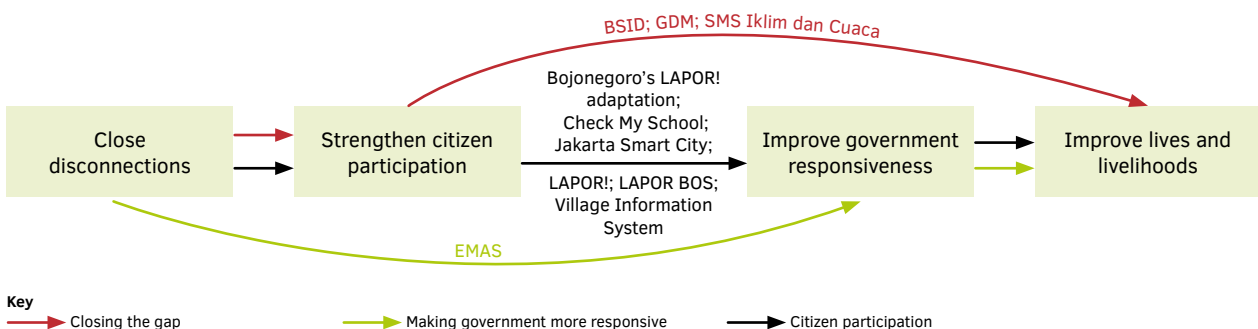 BSID; GDM; SMS Iklim dan Cuaca
Close
disconnections
Strengthen citizen
participation
Bojonegoro's LAPOR!
adaptation;
Check My School;
Jakarta Smart City;
LAPOR!; LAPOR BOS;
Village Information
System
Improve government
responsiveness
Improve lives and
livelihoods
EMAS
Key
Closing the gap
Making government more responsive
Citizen participation